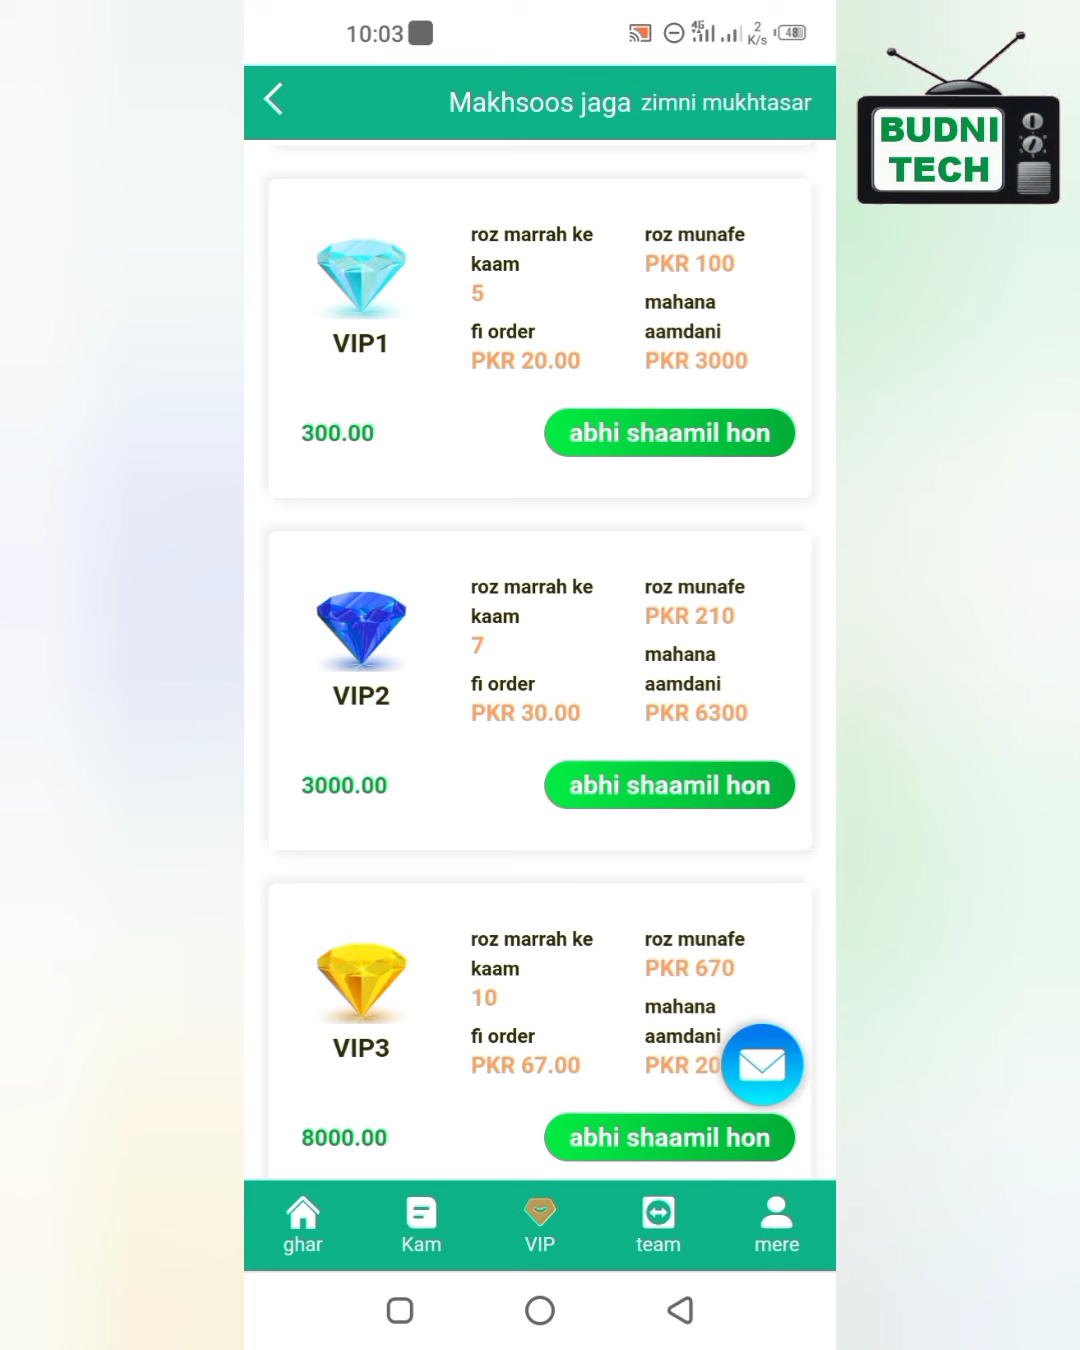 10:03
4G
2
K/s
48
Makhsoos jaga zimni mukhtasar
BUDNI
TECH
roz marrah ke
kaam
5
fi order
PKR 20.00
roz munafe
PKR 100
mahana
aamdani
PKR 3000
VIP1
300.00
abhi shaamil hon
roz marrah ke
kaam
7
fi order
PKR 30.00
roz munafe
PKR 210
mahana
aamdani
PKR 6300
VIP2
3000.00
abhi shaamil hon
roz marrah ke
kaam
10
fi order
PKR 67.00
roz munafe
PKR 670
mahana
aamdani
PKR 20
VIP3
8000.00
abhi shaamil hon
ghar
Kam
VIP
team
mere